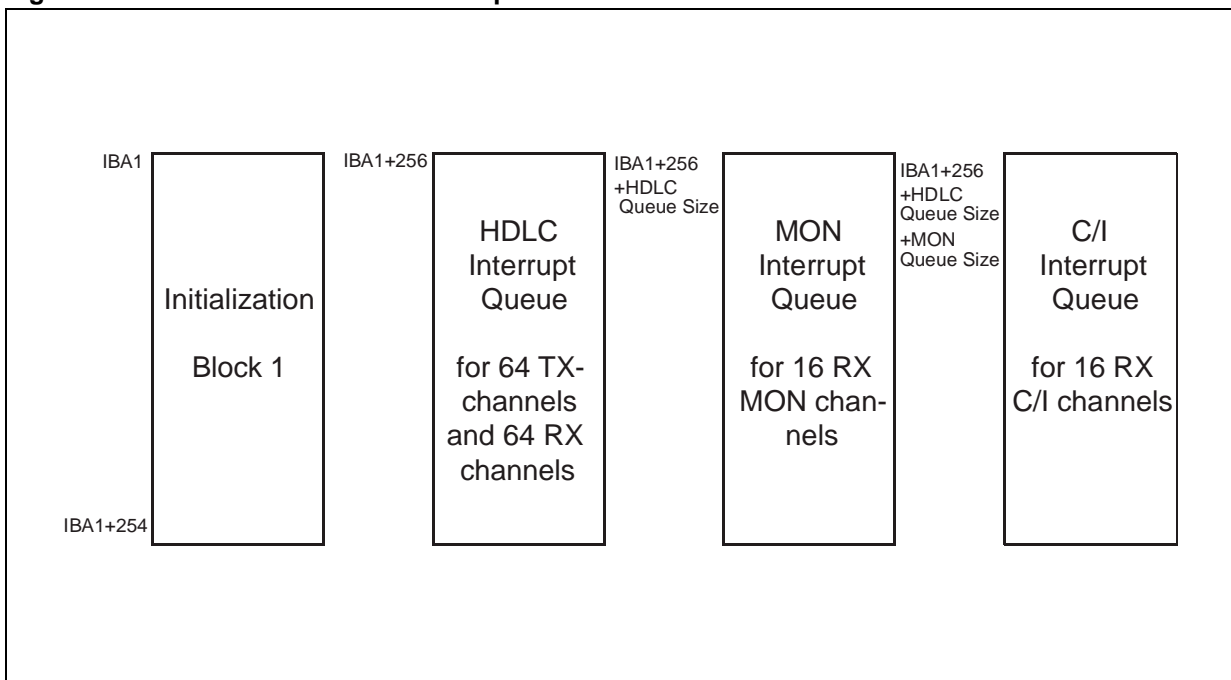 IBA1
Initialization
Block 1
IBA1+254
IBA1+256
HDLC
Interrupt
Queue
for 64 TX-
channels
and 64 RX
channels
IBA1+256
+HDLC
Queue Size
MON
Interrupt
Queue
for 16 RX
MON chan-
nels
IBA1+256
+HDLC
Queue Size
+MON
Queue Size
C/I
Interrupt
Queue
for 16 RX
C/I channels